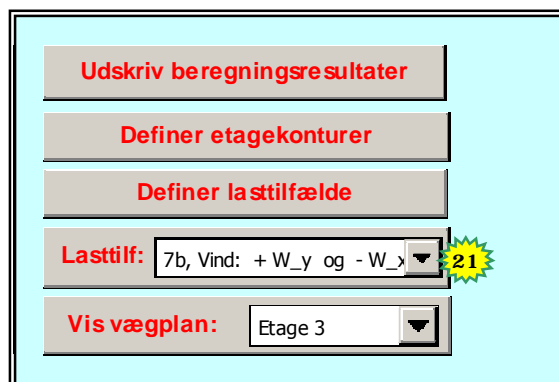 Udskriv beregningsresultater
Definer etagekonturer
Definer lasttilfælde
Lasttilf: 7b, Vind: + W_y og - W_x 21
Vis vægplan: Etage 3